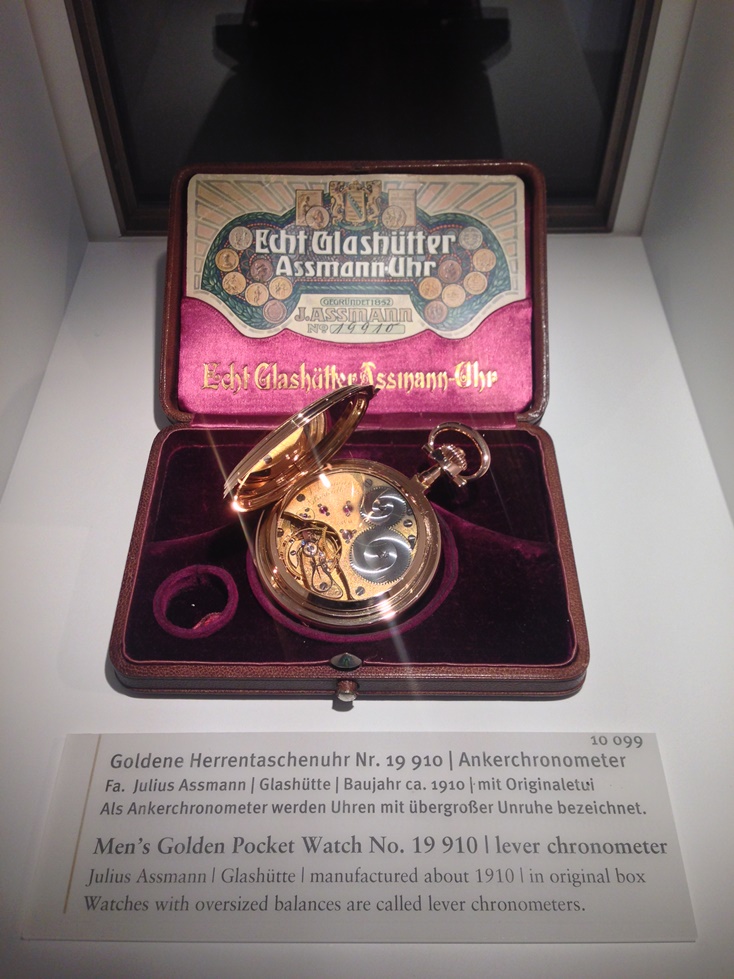 Echt Glashütter
Assmann-Uhr
GEGRÜNDET 1852
J. ASSMANN
No 19910
Echt Glashütter Assmann-Uhr
10 099
Goldene Herrentaschenuhr Nr. 19 910 | Ankerchronometer
Fa. Julius Assmann | Glashütte | Baujahr ca. 1910 | mit Originaletui
Als Ankerchronometer werden Uhren mit übergroßer Unruhe bezeichnet.
Men's Golden Pocket Watch No. 19 910 | lever chronometer
Julius Assmann | Glashütte | manufactured about 1910 | in original box
Watches with oversized balances are called lever chronometers.